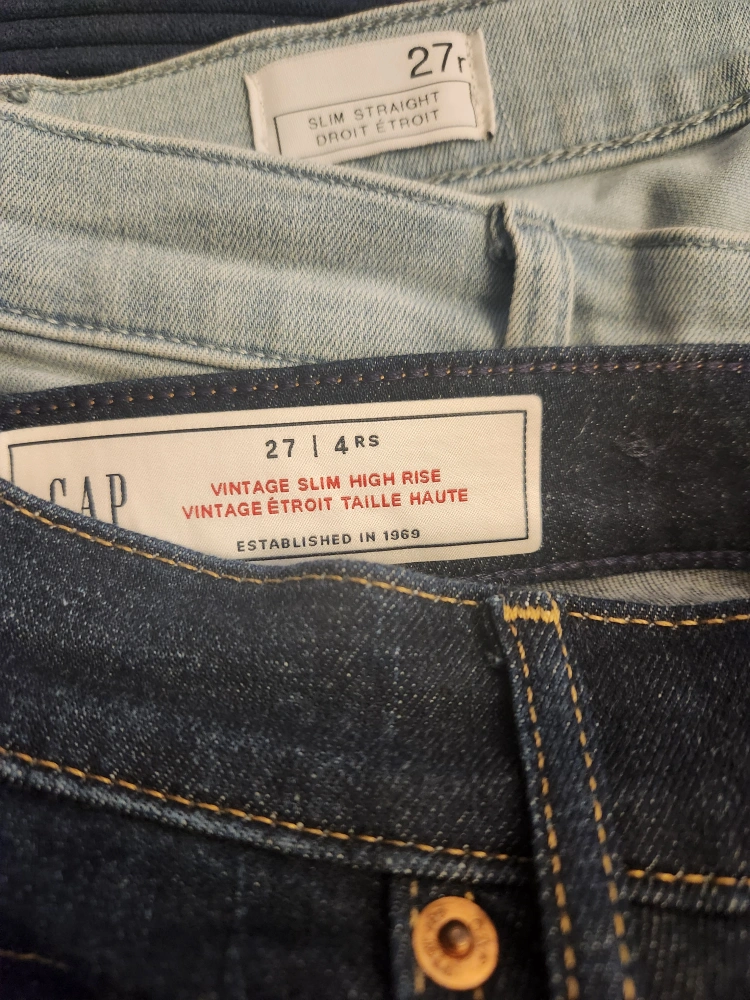 27r
SLIM STRAIGHT
DROIT ÉTROIT
27 | 4RS
GAP
VINTAGE SLIM HIGH RISE
VINTAGE ÉTROIT TAILLE HAUTE
ESTABLISHED IN 1969